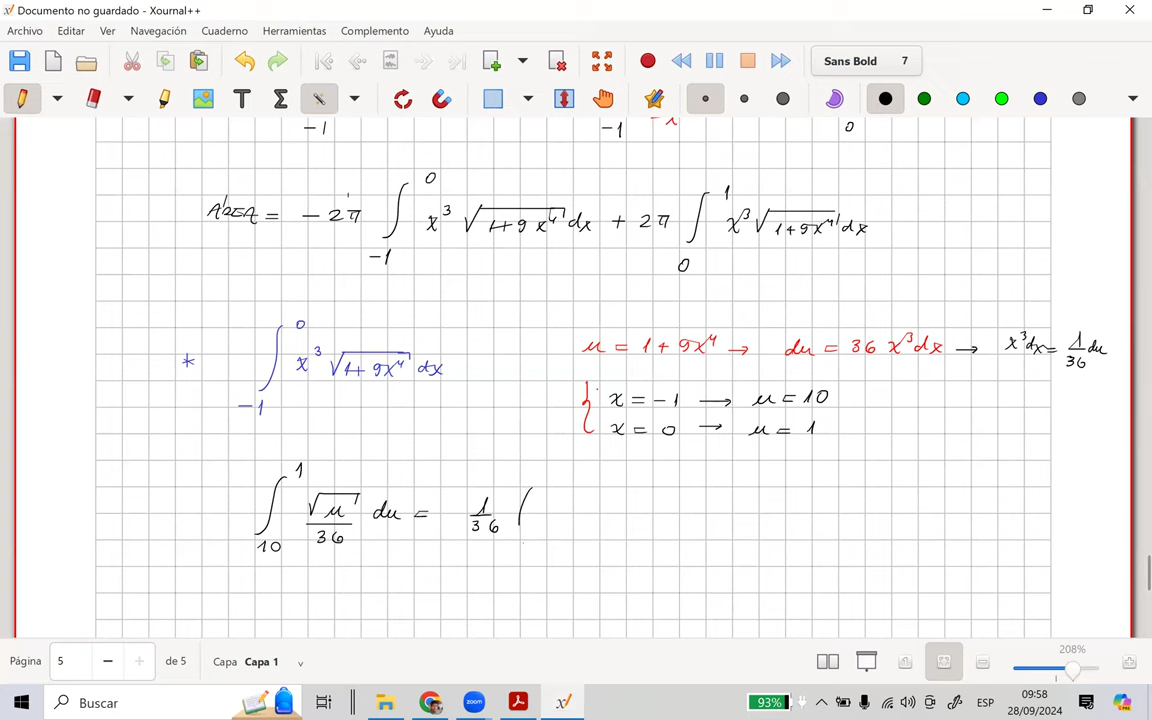 Documento no guardado - Xournal++
Archivo Editar Ver Navegación Cuaderno Herramientas Complemento Ayuda
Sans Bold 7
-1 -1 -x 0
AREA = -2π ∫_{-1}^{0} x³ √(1+9x⁴) dx + 2π ∫_{0}^{1} x³ √(1+9x⁴) dx
* ∫_{-1}^{0} x³ √(1+9x⁴) dx
u = 1+9x⁴ → du = 36 x³dx → x³dx = 1/36 du
{ x = -1 → u = 10
x = 0 → u = 1
∫_{10}^{1} √u/36 du = 1/36 (
Página 5 de 5 Capa Capa 1 208%
Buscar 93% ESP 09:58
28/09/2024